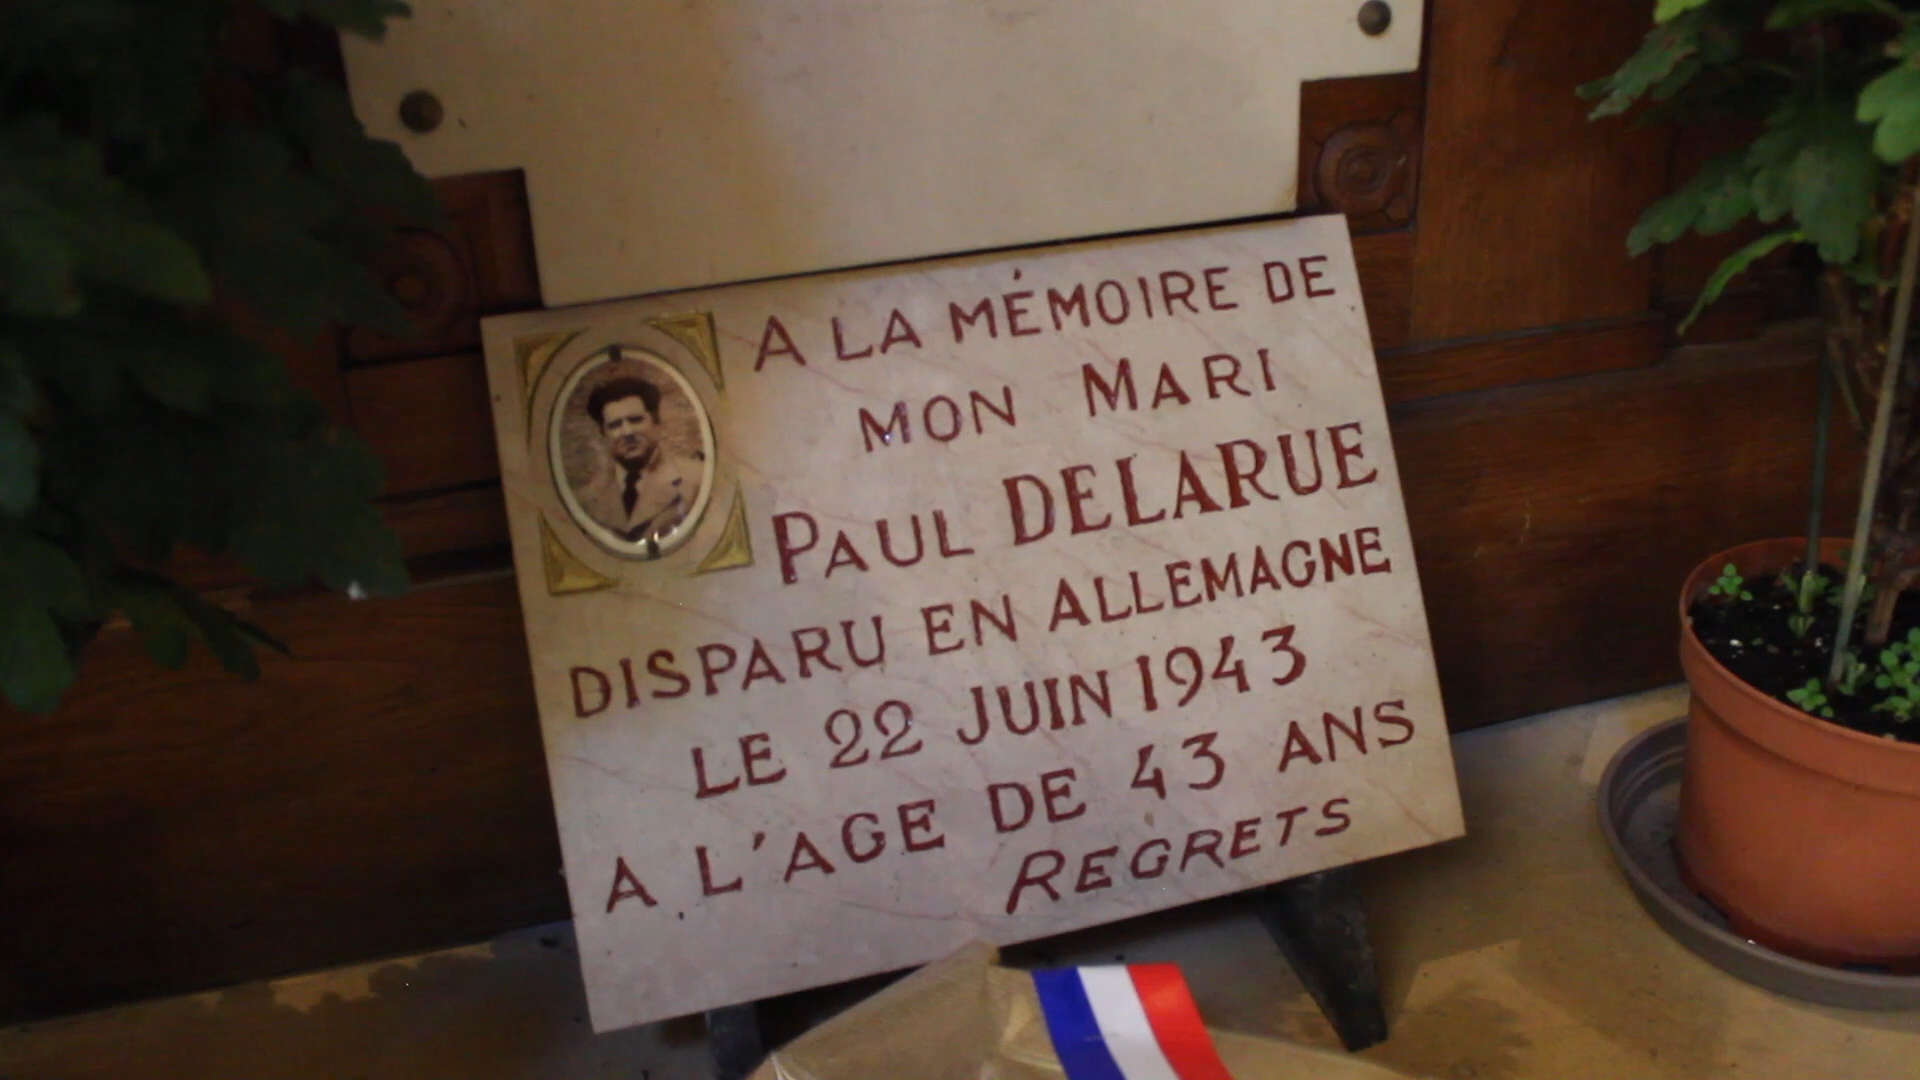 A LA MÉMOIRE DE
MON MARI
PAUL DELARUE
DISPARU EN ALLEMAGNE
LE 22 JUIN 1943
A L'AGE DE 43 ANS
REGRETS